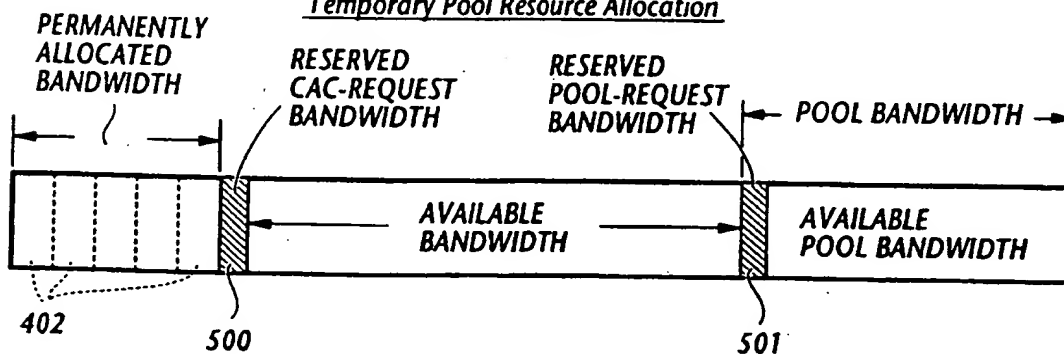 Temporary Pool Resource Allocation
PERMANENTLY
ALLOCATED
BANDWIDTH
RESERVED
CAC-REQUEST
BANDWIDTH
RESERVED
POOL-REQUEST
BANDWIDTH
POOL BANDWIDTH
AVAILABLE
BANDWIDTH
AVAILABLE
POOL BANDWIDTH
402
500
501